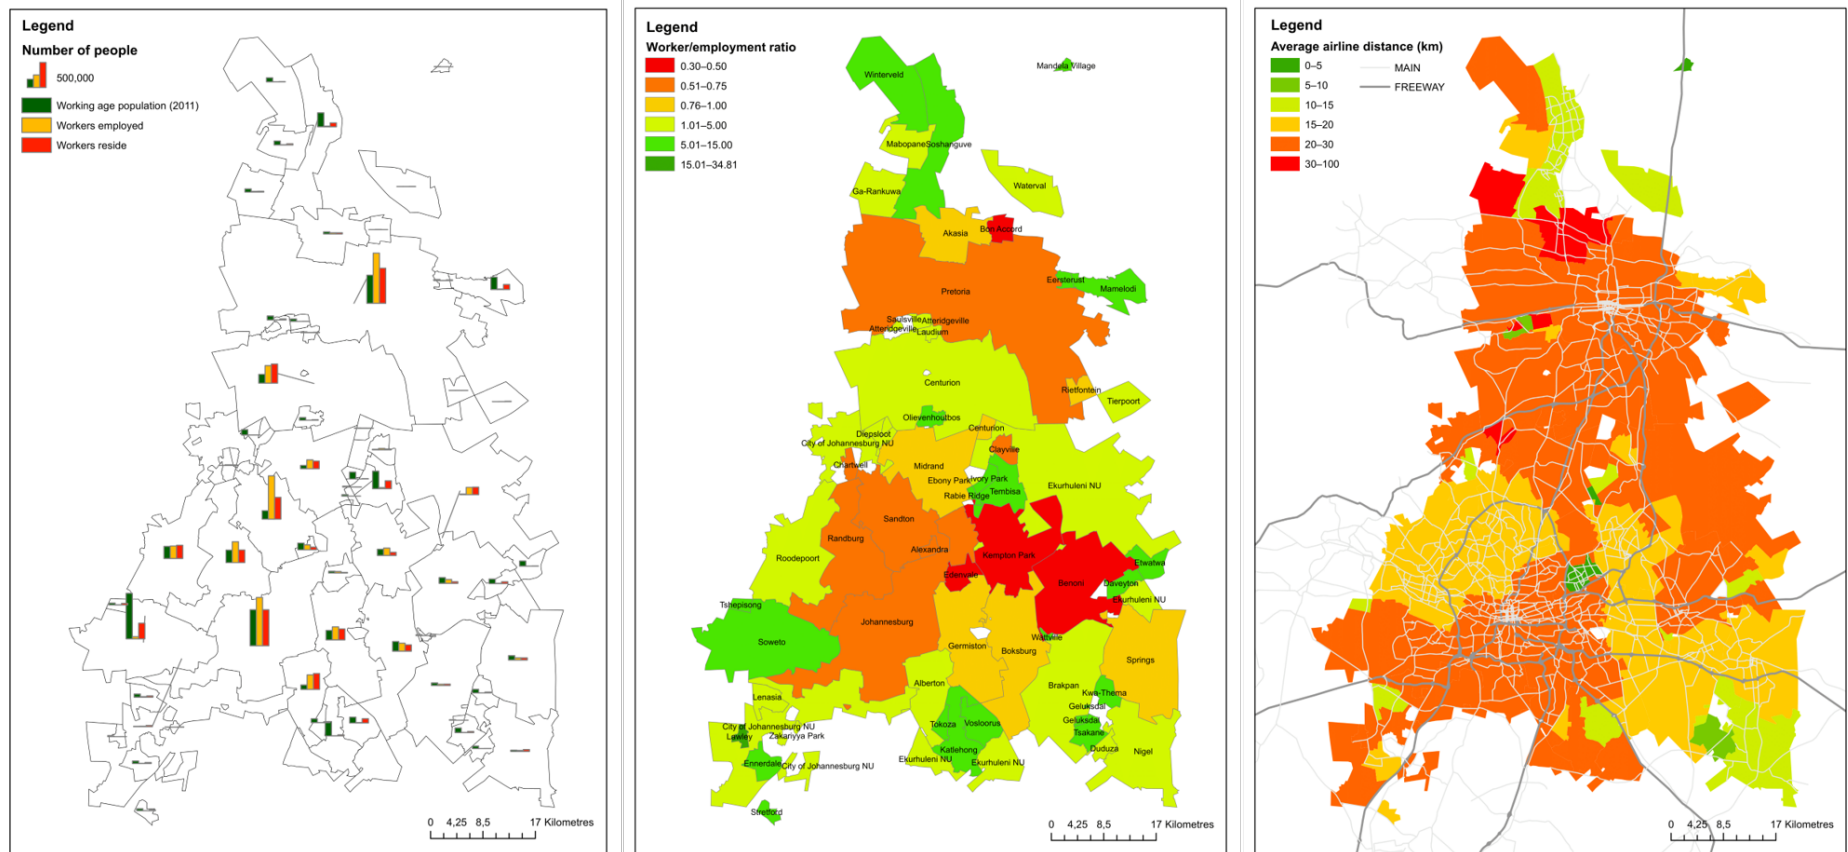 Legend
Number of people
500,000
Working age population (2011)
Workers employed
Workers reside
0 4,25 8,5 17 Kilometres
Legend
Worker/employment ratio
0.30–0.50
0.51–0.75
0.76–1.00
1.01–5.00
5.01–15.00
15.01–34.81
Mandela Village
Winterveld
Mabopane
Soshanguve
Ga-Rankuwa
Waterval
Akasia
Bon Accord
Pretoria
Eersterust
Mamelodi
Saulsville
Atteridgeville
Atteridgeville
Laudium
Centurion
Rietfontein
Tierpoort
Olievenhoutbos
Centurion
Diepsloot
City of Johannesburg NU
Clayville
Chartwell
Midrand
Ebony Park
Ivory Park
Tembisa
Rabie Ridge
Ekurhuleni NU
Sandton
Randburg
Alexandra
Roodepoort
Kempton Park
Etwatwa
Edenvale
Benoni
Daveyton
Ekurhuleni NU
Tshepisong
Johannesburg
Soweto
Wattville
Germiston
Boksburg
Springs
Alberton
Brakpan
Lenasia
Kwa-Thema
Geluksdal
Geluksdal
City of Johannesburg NU
Lawley
Zakariyya Park
Tokoza
Vosloorus
Tsakane
Duduza
Nigel
Katlehong
Ekurhuleni NU
Ekurhuleni NU
Ennerdale
City of Johannesburg NU
Stretford
0 4,25 8,5 17 Kilometres
Legend
Average airline distance (km)
0–5
5–10
10–15
15–20
20–30
30–100
MAIN
FREEWAY
0 4,25 8,5 17 Kilometres